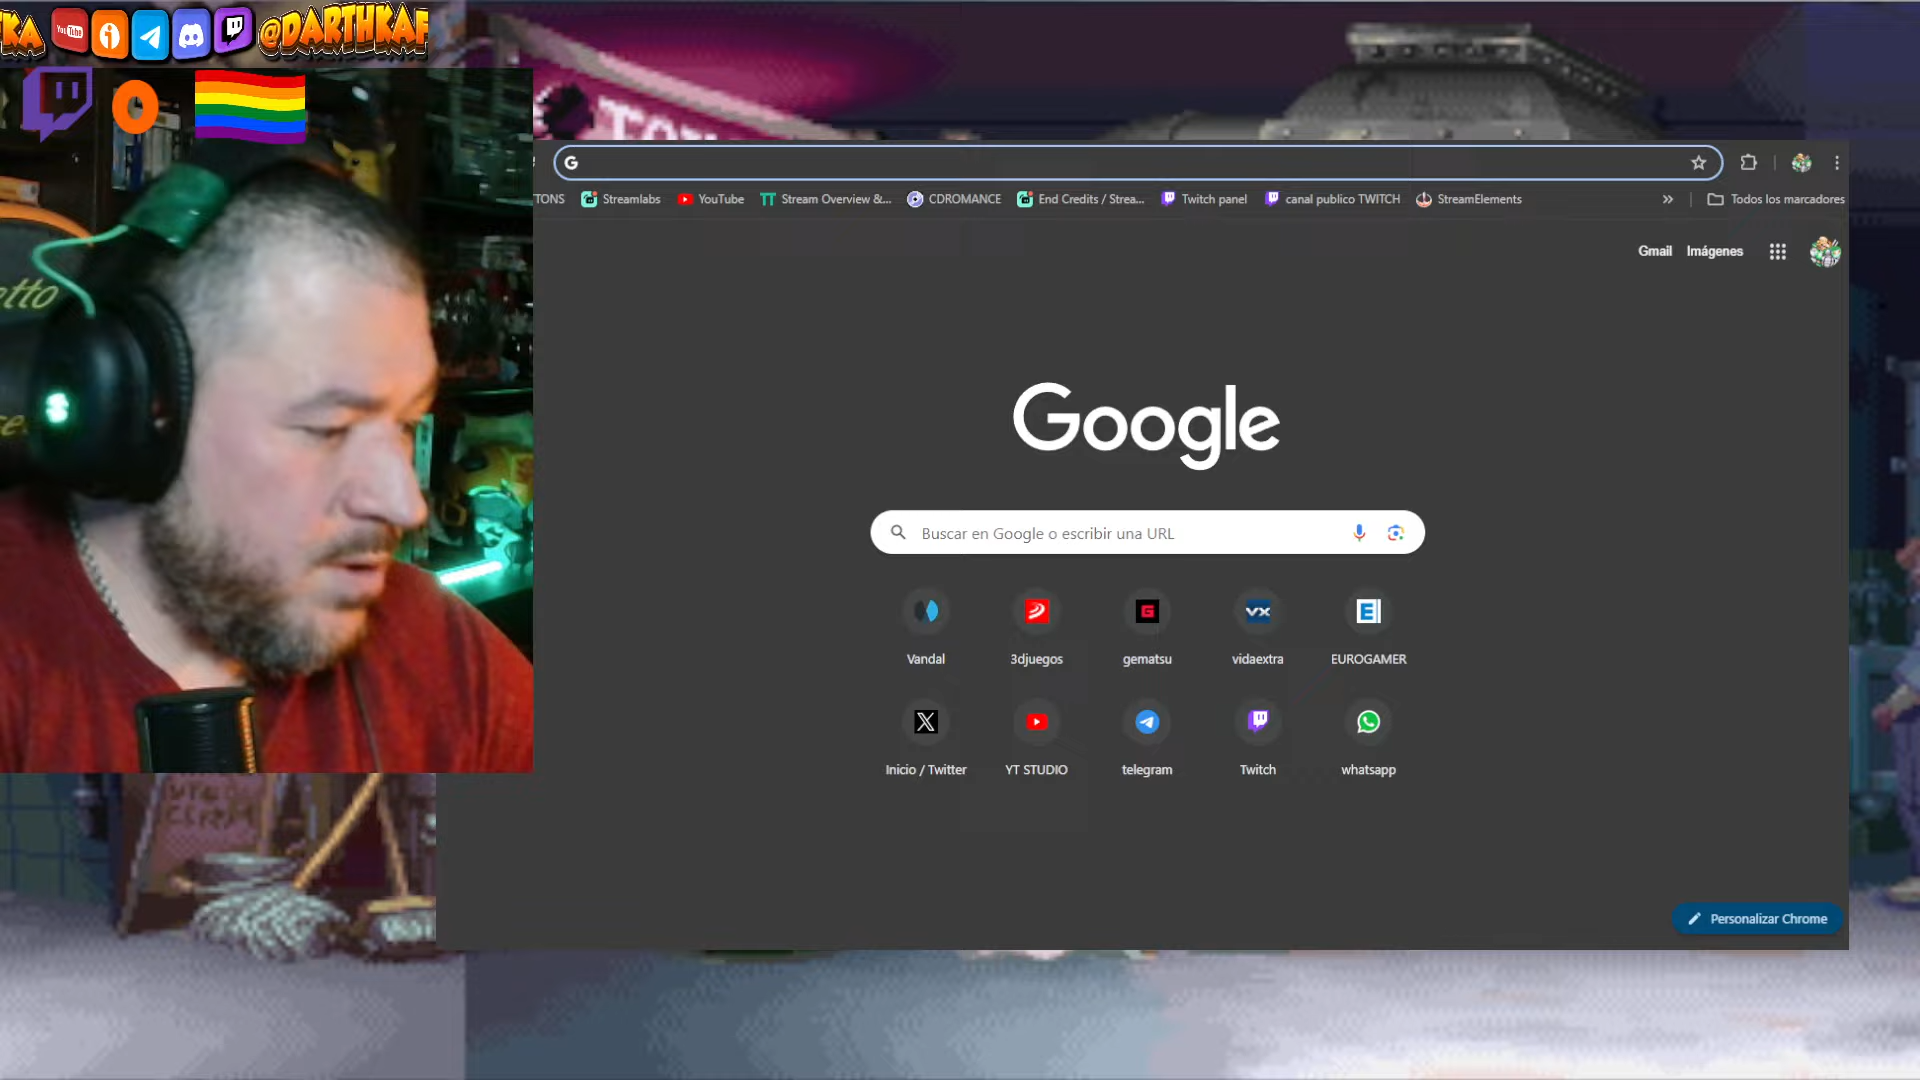 @DARTHKAF
TONS Streamlabs YouTube Stream Overview &... CDROMANCE End Credits / Strea... Twitch panel canal publico TWITCH StreamElements » Todos los marcadores
Gmail Imágenes
Google
Buscar en Google o escribir una URL
Vandal 3djuegos gematsu vidaextra EUROGAMER
Inicio / Twitter YT STUDIO telegram Twitch whatsapp
Personalizar Chrome